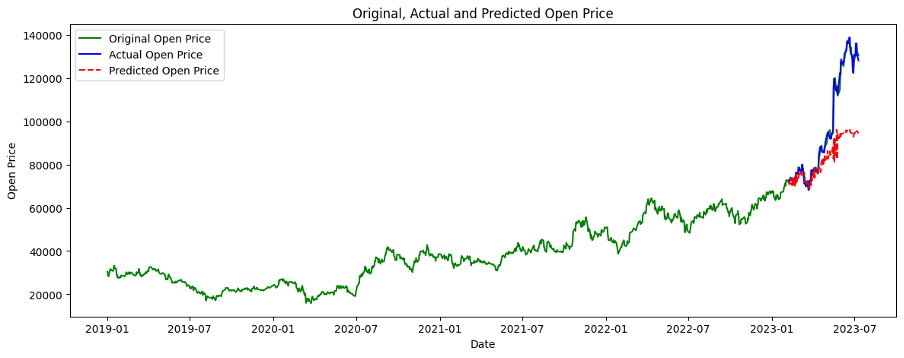 Original, Actual and Predicted Open Price
140000
120000
100000
80000
60000
40000
20000
Open Price
Original Open Price
Actual Open Price
Predicted Open Price
2019-01 2019-07 2020-01 2020-07 2021-01 2021-07 2022-01 2022-07 2023-01 2023-07
Date